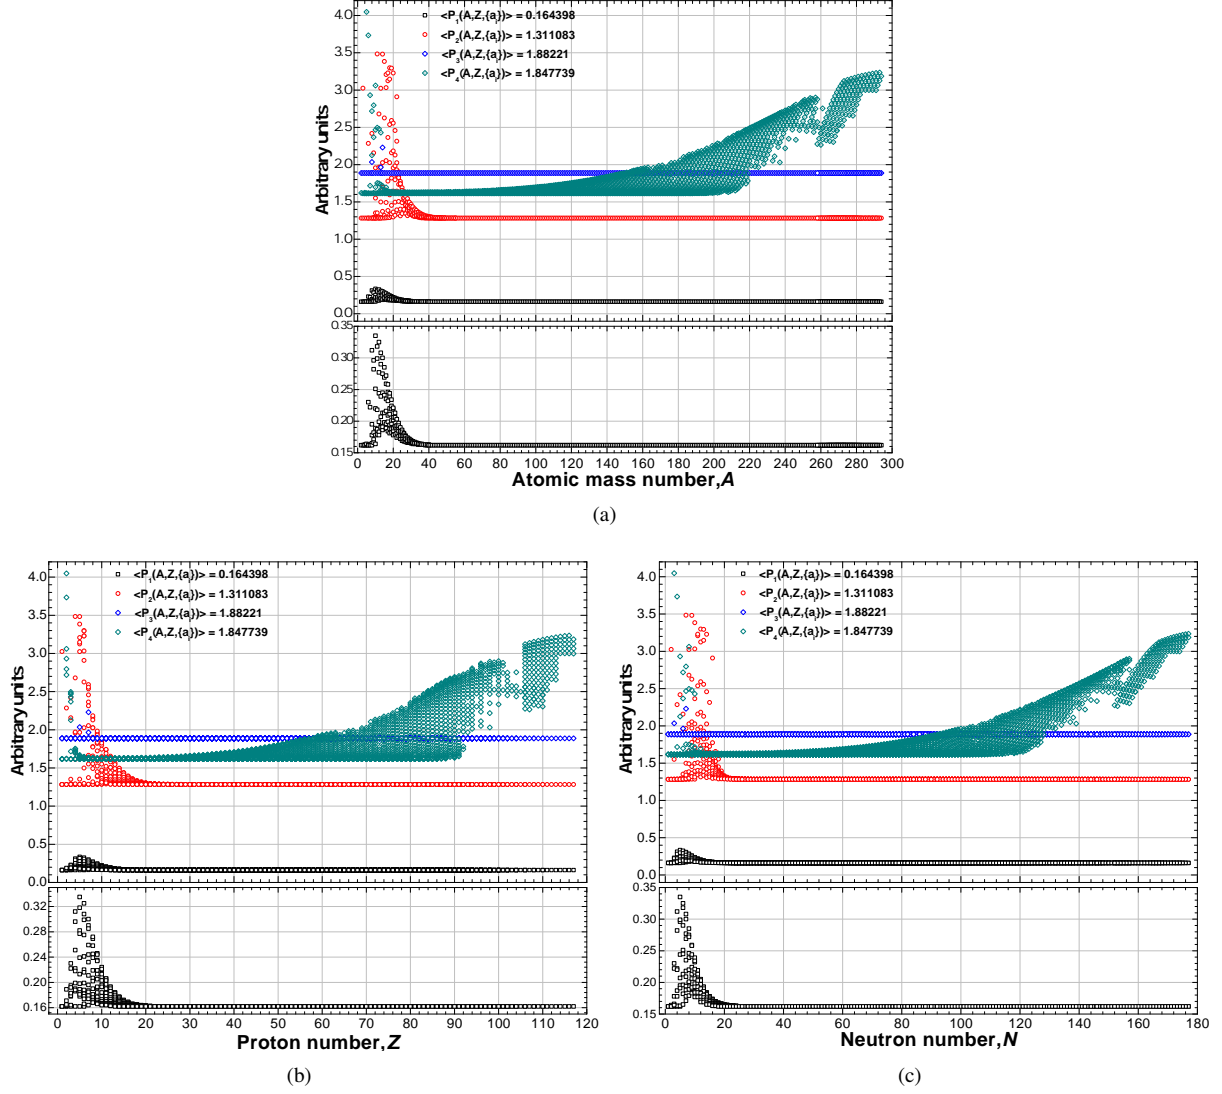 <P₁(A,Z,{aᵢ})> = 0.164398
<P₂(A,Z,{aᵢ})> = 1.311083
<P₃(A,Z,{aᵢ})> = 1.88221
<P₄(A,Z,{aᵢ})> = 1.847739
4.0
3.5
3.0
2.5
2.0
1.5
1.0
0.5
0.0
Arbitrary units
0.35
0.30
0.25
0.20
0.15
0 20 40 60 80 100 120 140 160 180 200 220 240 260 280 300
Atomic mass number, A
(a)
<P₁(A,Z,{aᵢ})> = 0.164398
<P₂(A,Z,{aᵢ})> = 1.311083
<P₃(A,Z,{aᵢ})> = 1.88221
<P₄(A,Z,{aᵢ})> = 1.847739
4.0
3.5
3.0
2.5
2.0
1.5
1.0
0.5
0.0
Arbitrary units
0.32
0.28
0.24
0.20
0.16
0 10 20 30 40 50 60 70 80 90 100 110 120
Proton number, Z
(b)
<P₁(A,Z,{aᵢ})> = 0.164398
<P₂(A,Z,{aᵢ})> = 1.311083
<P₃(A,Z,{aᵢ})> = 1.88221
<P₄(A,Z,{aᵢ})> = 1.847739
4.0
3.5
3.0
2.5
2.0
1.5
1.0
0.5
0.0
Arbitrary units
0.35
0.30
0.25
0.20
0.15
0 20 40 60 80 100 120 140 160 180
Neutron number, N
(c)